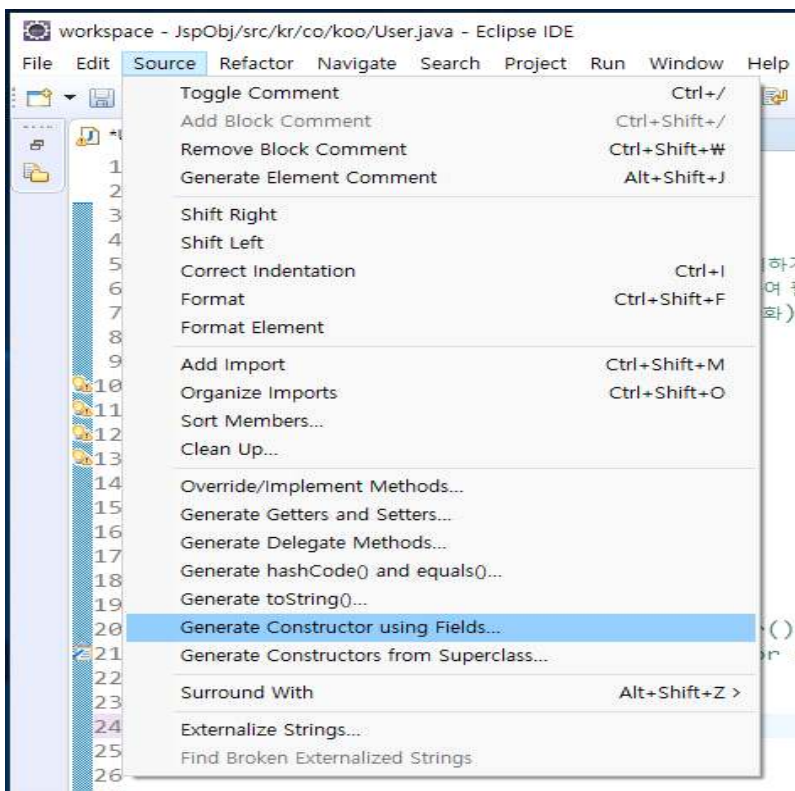 workspace - JspObj/src/kr/co/koo/User.java - Eclipse IDE
File Edit Source Refactor Navigate Search Project Run Window Help
Toggle Comment Ctrl+/
Add Block Comment Ctrl+Shift+/
Remove Block Comment Ctrl+Shift+₩
Generate Element Comment Alt+Shift+J
Shift Right
Shift Left
Correct Indentation Ctrl+I
Format Ctrl+Shift+F
Format Element
Add Import Ctrl+Shift+M
Organize Imports Ctrl+Shift+O
Sort Members...
Clean Up...
Override/Implement Methods...
Generate Getters and Setters...
Generate Delegate Methods...
Generate hashCode() and equals()...
Generate toString()...
Generate Constructor using Fields...
Generate Constructors from Superclass...
Surround With Alt+Shift+Z >
Externalize Strings...
Find Broken Externalized Strings
1
2
3
4
5
6
7
8
9
10
11
12
13
14
15
16
17
18
19
20
21
22
23
24
25
26